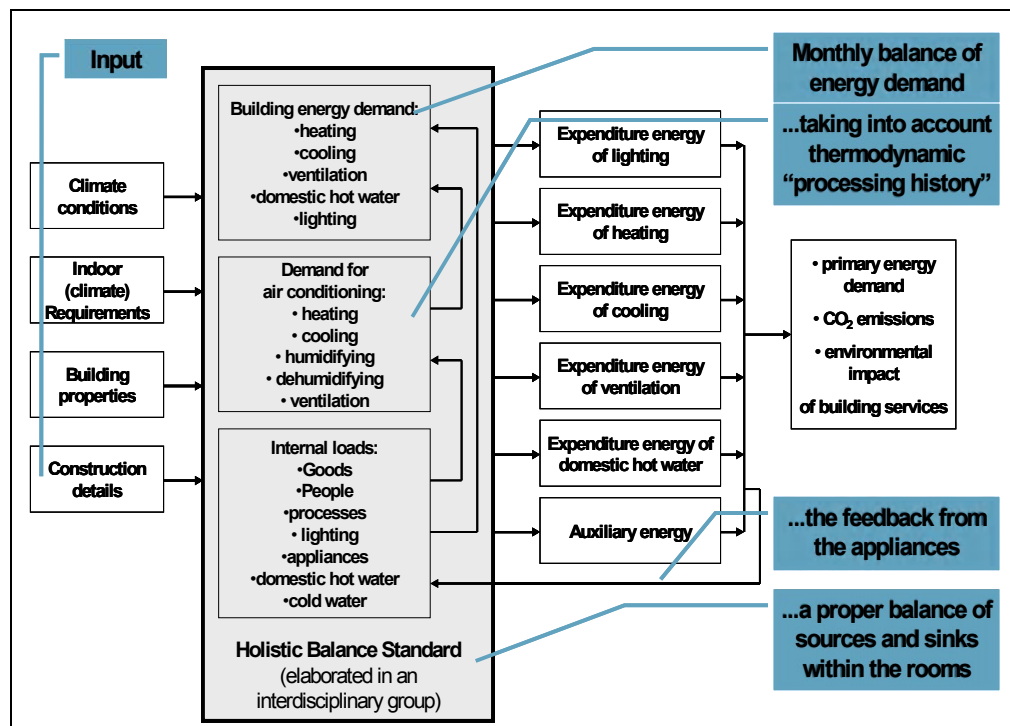 Input
Climate
conditions
Indoor
(climate)
Requirements
Building
properties
Construction
details
Building energy demand:
•heating
•cooling
•ventilation
•domestic hot water
•lighting
Demand for
air conditioning:
• heating
• cooling
• humidifying
• dehumidifying
• ventilation
Internal loads:
•Goods
•People
•processes
• lighting
•appliances
•domestic hot water
•cold water
Holistic Balance Standard
(elaborated in an
interdisciplinary group)
Expenditure energy
of lighting
Expenditure energy
of heating
Expenditure energy
of cooling
Expenditure energy
of ventilation
Expenditure energy of
domestic hot water
Auxiliary energy
• primary energy
demand
• CO₂ emissions
• environmental
impact
of building services
Monthly balance of
energy demand
...taking into account
thermodynamic
“processing history”
...the feedback from
the appliances
...a proper balance of
sources and sinks
within the rooms